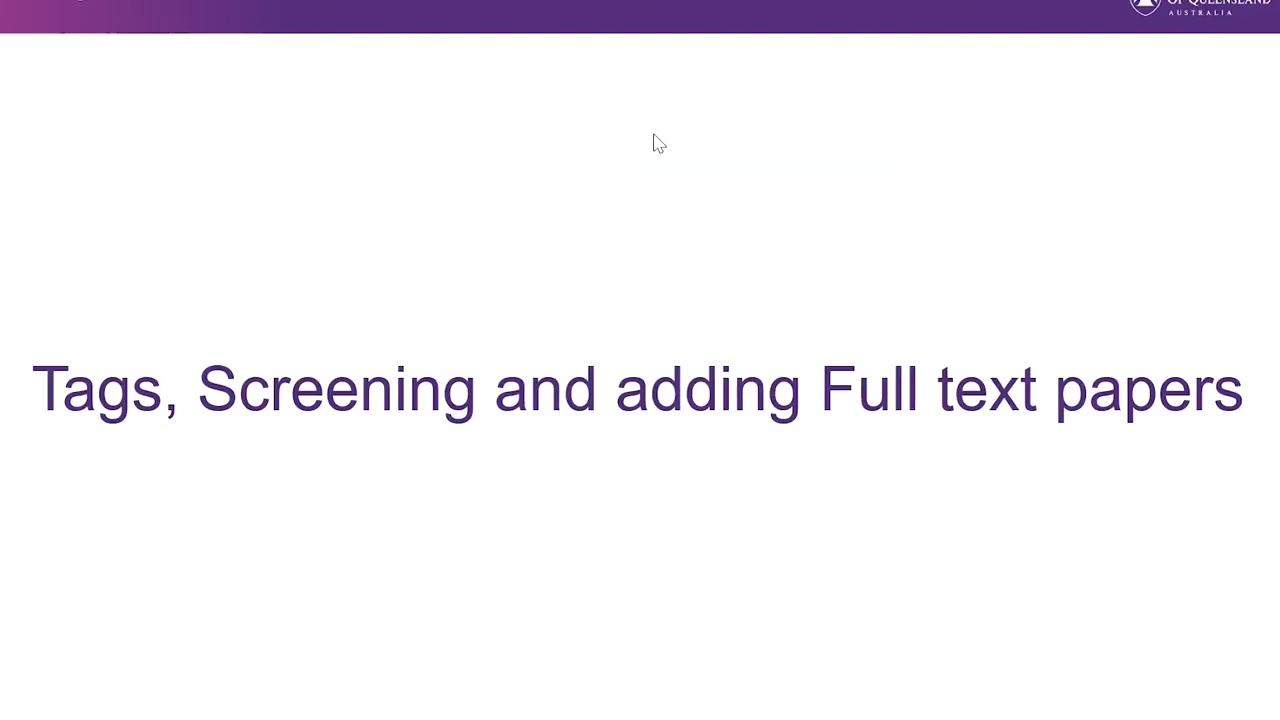 OF QUEENSLAND
AUSTRALIA
Tags, Screening and adding Full text papers